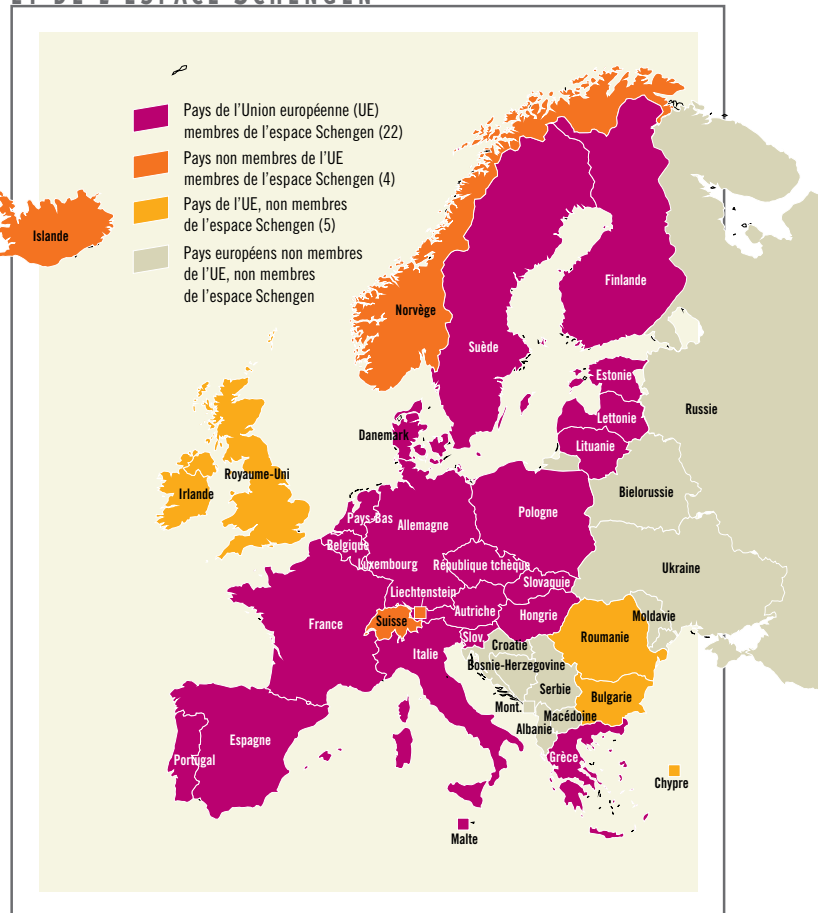 ET DE L'ESPACE SCHENGEN
Pays de l'Union européenne (UE)
membres de l'espace Schengen (22)
Pays non membres de l'UE
membres de l'espace Schengen (4)
Pays de l'UE, non membres
de l'espace Schengen (5)
Pays européens non membres
de l'UE, non membres
de l'espace Schengen
Islande
Norvège
Finlande
Suède
Estonie
Lettonie
Lituanie
Russie
Danemark
Royaume-Uni
Irlande
Bielorussie
Pays-Bas
Allemagne
Pologne
Belgique
Luxembourg
République tchèque
Ukraine
Slovaquie
Liechtenstein
Autriche
Hongrie
Moldavie
France
Suisse
Roumanie
Slov.
Croatie
Italie
Bosnie-Herzegovine
Serbie
Bulgarie
Mont.
Macédoine
Albanie
Espagne
Portugal
Grèce
Chypre
Malte